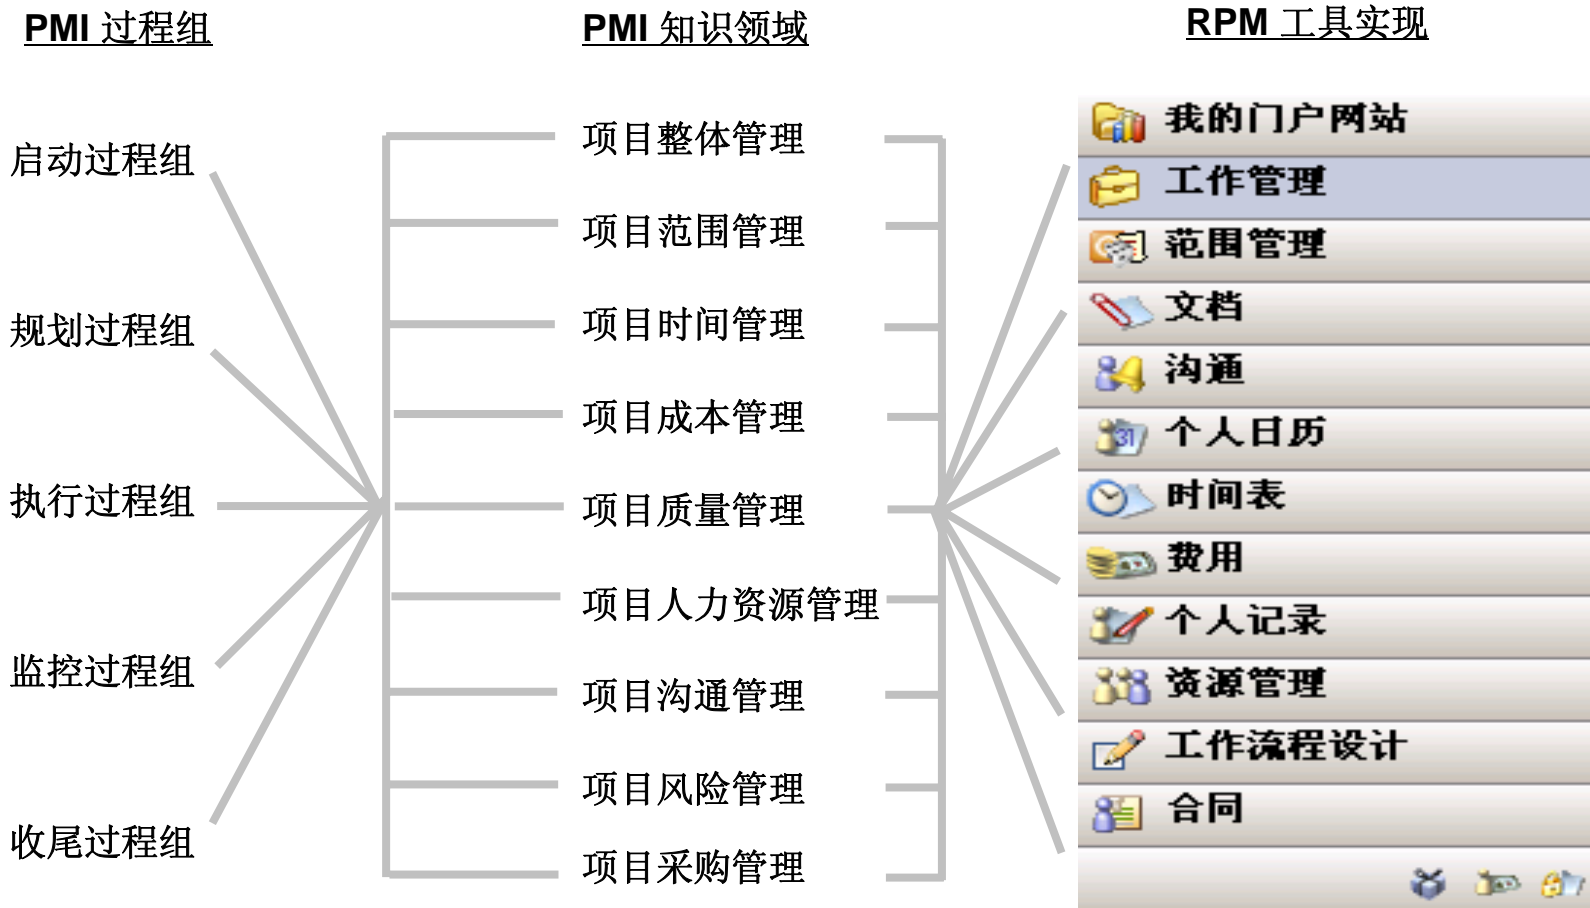 PMI 过程组
启动过程组
规划过程组
执行过程组
监控过程组
收尾过程组
PMI 知识领域
项目整体管理
项目范围管理
项目时间管理
项目成本管理
项目质量管理
项目人力资源管理
项目沟通管理
项目风险管理
项目采购管理
RPM 工具实现
我的门户网站
工作管理
范围管理
文档
沟通
个人日历
31
时间表
费用
个人记录
资源管理
工作流程设计
合同